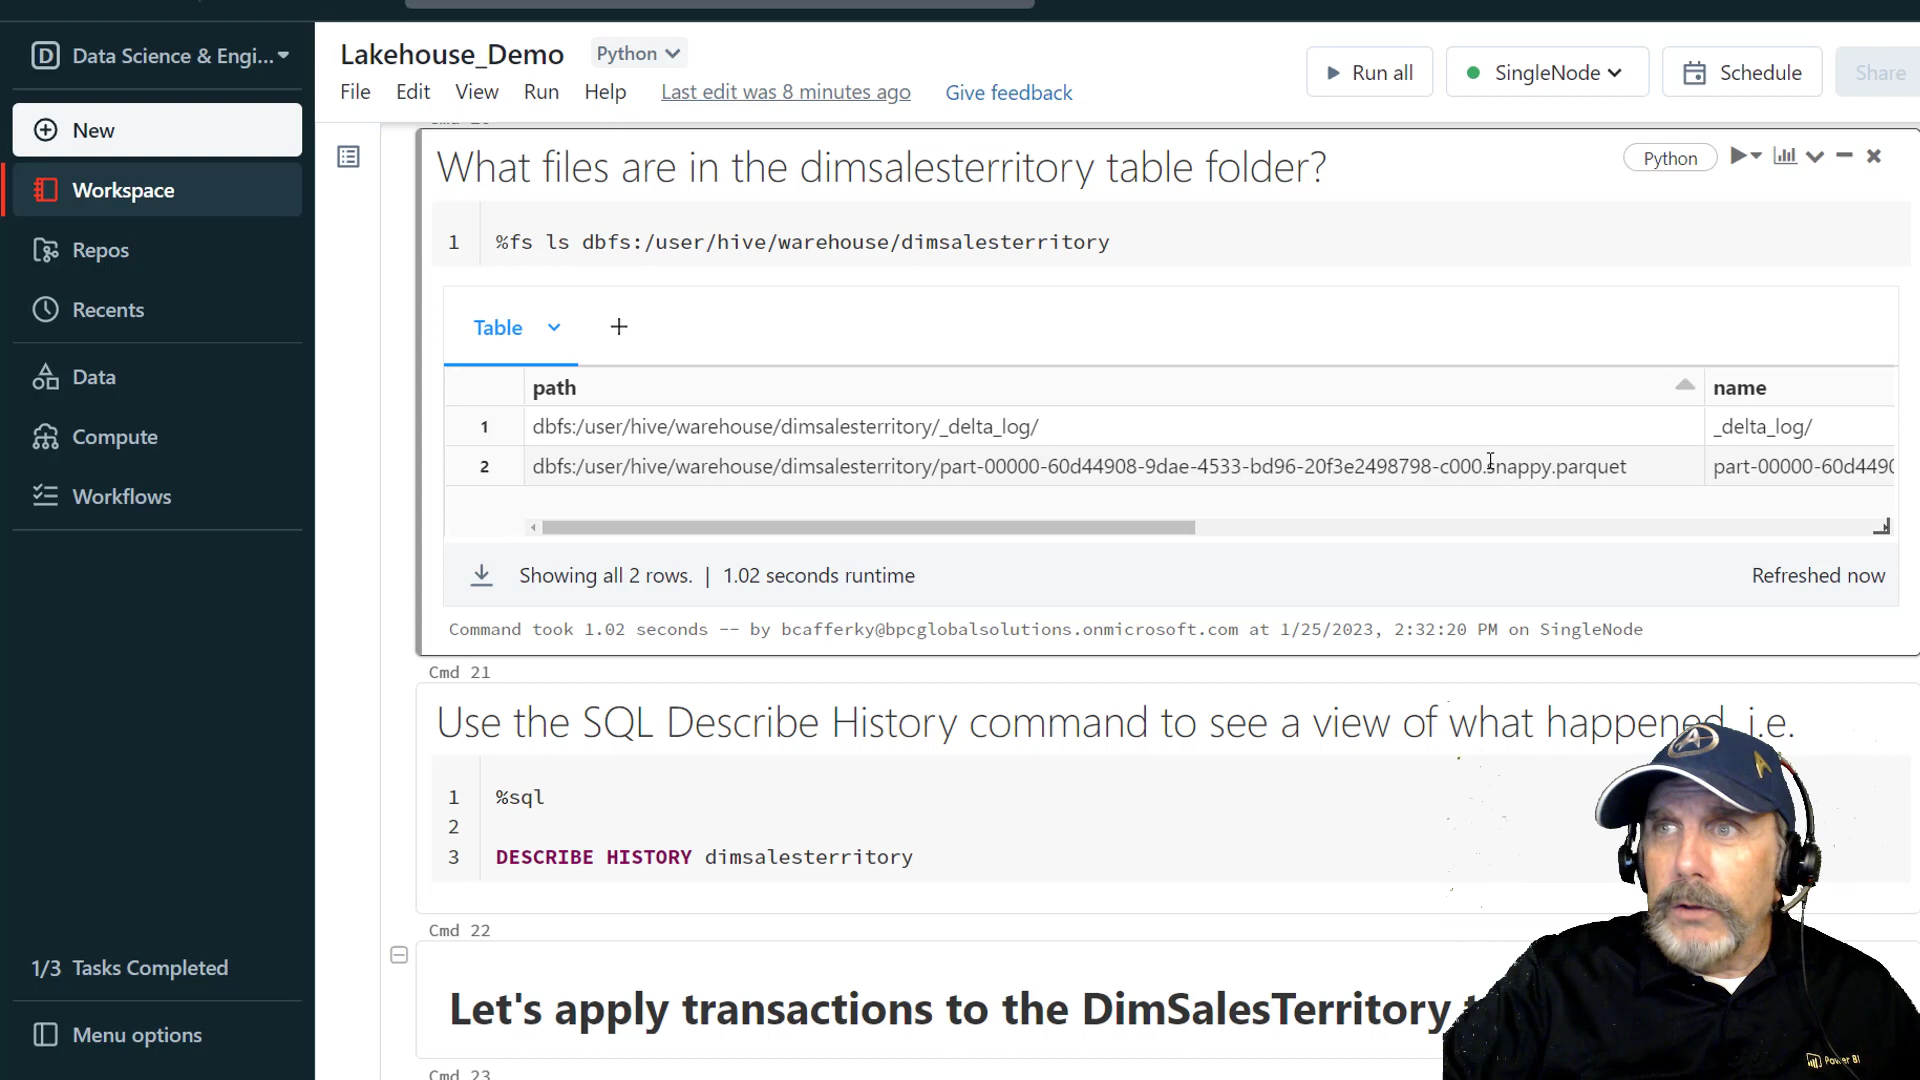 Data Science & Engi...
New
Workspace
Repos
Recents
Data
Compute
Workflows
1/3 Tasks Completed
Menu options
Lakehouse_Demo Python
File Edit View Run Help Last edit was 8 minutes ago Give feedback
Run all SingleNode Schedule Share
What files are in the dimsalesterritory table folder?
Python
1 %fs ls dbfs:/user/hive/warehouse/dimsalesterritory
Table +
path name
1 dbfs:/user/hive/warehouse/dimsalesterritory/_delta_log/ _delta_log/
2 dbfs:/user/hive/warehouse/dimsalesterritory/part-00000-60d44908-9dae-4533-bd96-20f3e2498798-c000.snappy.parquet part-00000-60d4490
Showing all 2 rows. | 1.02 seconds runtime Refreshed now
Command took 1.02 seconds -- by bcafferky@bpcglobalsolutions.onmicrosoft.com at 1/25/2023, 2:32:20 PM on SingleNode
Cmd 21
Use the SQL Describe History command to see a view of what happened, i.e.
1 %sql
2
3 DESCRIBE HISTORY dimsalesterritory
Cmd 22
Let's apply transactions to the DimSalesTerritory
Cmd 23
Power BI